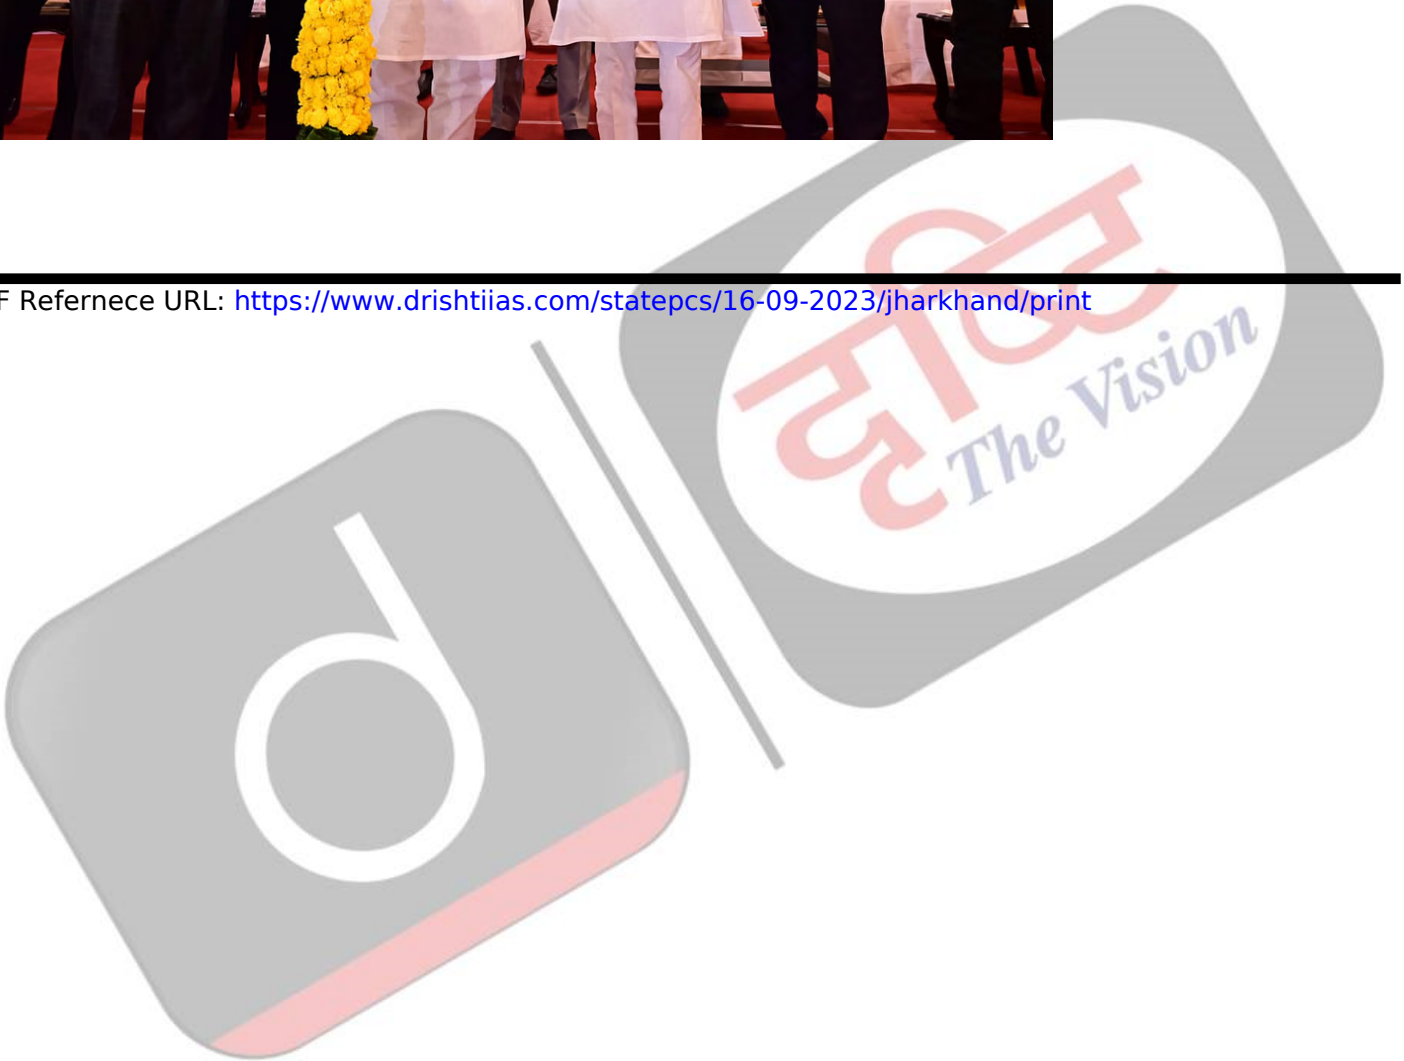 F Refernece URL: https://www.drishtiias.com/statepcs/16-09-2023/jharkhand/print
दृष्टि
The Vision
d